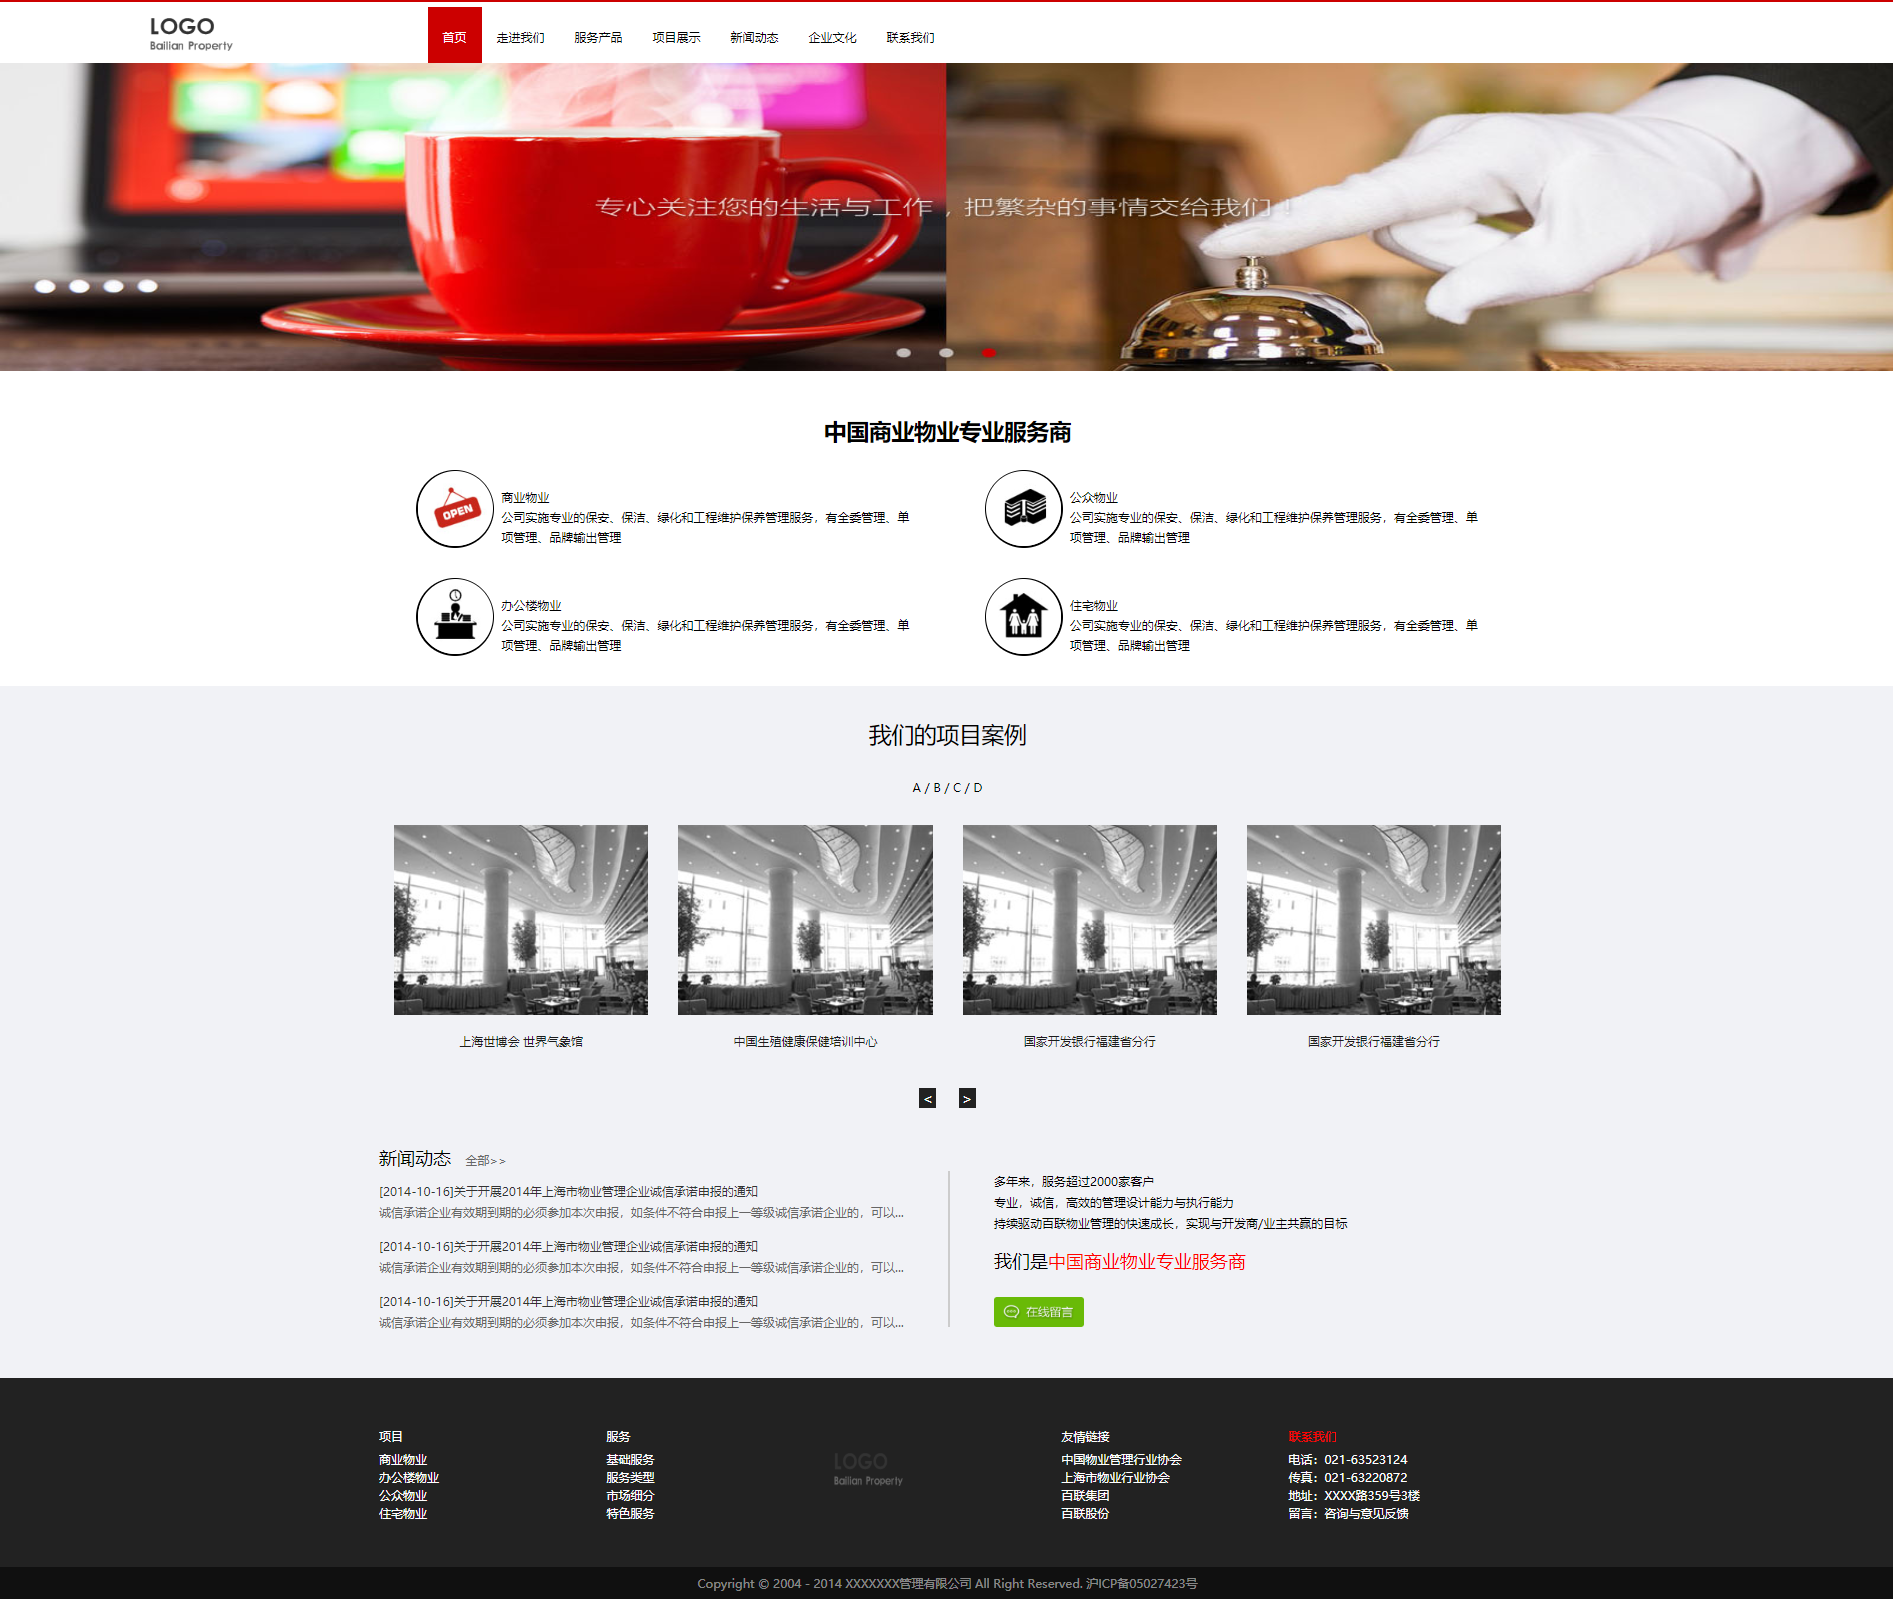 LOGO
Bailian Property
首页 走进我们 服务产品 项目展示 新闻动态 企业文化 联系我们
专心关注您的生活与工作，把繁杂的事情交给我们！
中国商业物业专业服务商
OPEN
商业物业
公司实施专业的保安、保洁、绿化和工程维护保养管理服务，有全委管理、单
项管理、品牌输出管理
公众物业
公司实施专业的保安、保洁、绿化和工程维护保养管理服务，有全委管理、单
项管理、品牌输出管理
办公楼物业
公司实施专业的保安、保洁、绿化和工程维护保养管理服务，有全委管理、单
项管理、品牌输出管理
住宅物业
公司实施专业的保安、保洁、绿化和工程维护保养管理服务，有全委管理、单
项管理、品牌输出管理
我们的项目案例
A / B / C / D
上海世博会 世界气象馆
中国生殖健康保健培训中心
国家开发银行福建省分行
国家开发银行福建省分行
< >
新闻动态 全部>>
[2014-10-16]关于开展2014年上海市物业管理企业诚信承诺申报的通知
诚信承诺企业有效期到期的必须参加本次申报，如条件不符合申报上一等级诚信承诺企业的，可以...
[2014-10-16]关于开展2014年上海市物业管理企业诚信承诺申报的通知
诚信承诺企业有效期到期的必须参加本次申报，如条件不符合申报上一等级诚信承诺企业的，可以...
[2014-10-16]关于开展2014年上海市物业管理企业诚信承诺申报的通知
诚信承诺企业有效期到期的必须参加本次申报，如条件不符合申报上一等级诚信承诺企业的，可以...
多年来，服务超过2000家客户
专业，诚信，高效的管理设计能力与执行能力
持续驱动百联物业管理的快速成长，实现与开发商/业主共赢的目标
我们是中国商业物业专业服务商
在线留言
项目
商业物业
办公楼物业
公众物业
住宅物业
服务
基础服务
服务类型
市场细分
特色服务
LOGO
Bailian Property
友情链接
中国物业管理行业协会
上海市物业行业协会
百联集团
百联股份
联系我们
电话：021-63523124
传真：021-63220872
地址：XXXX路359号3楼
留言：咨询与意见反馈
Copyright © 2004 - 2014 XXXXXXX管理有限公司 All Right Reserved. 沪ICP备05027423号